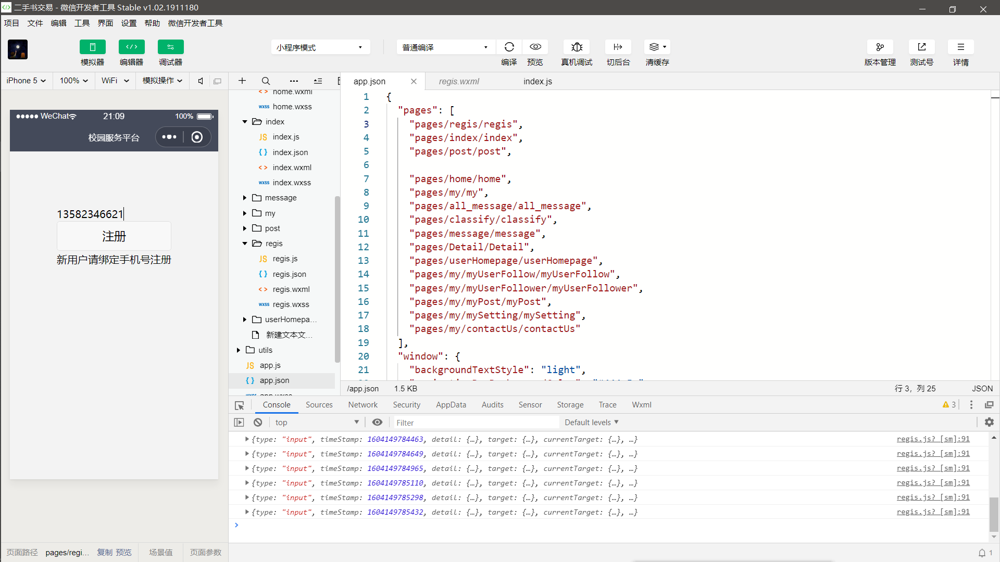 二手书交易 - 微信开发者工具 Stable v1.02.1911180
项目 文件 编辑 工具 界面 设置 帮助 微信开发者工具
小程序模式 普通编译
模拟器 编辑器 调试器 编译 预览 真机调试 切后台 清缓存 版本管理 测试号 详情
iPhone 5 100% WiFi 模拟操作
WeChat 21:09 100%
校园服务平台
13582346621
注册
新用户请绑定手机号注册
页面路径 pages/regi... 复制 预览 场景值 页面参数
home.wxml
wxss home.wxss
index
JS index.js
{ } index.json
<> index.wxml
wxss index.wxss
message
my
post
regis
JS regis.js
{ } regis.json
<> regis.wxml
wxss regis.wxss
userHomepa...
新建文本文...
utils
JS app.js
{ } app.json
app.json regis.wxml index.js
1 {
2 "pages": [
3 "pages/regis/regis",
4 "pages/index/index",
5 "pages/post/post",
6
7 "pages/home/home",
8 "pages/my/my",
9 "pages/all_message/all_message",
10 "pages/classify/classify",
11 "pages/message/message",
12 "pages/Detail/Detail",
13 "pages/userHomepage/userHomepage",
14 "pages/my/myUserFollow/myUserFollow",
15 "pages/my/myUserFollower/myUserFollower",
16 "pages/my/myPost/myPost",
17 "pages/my/mySetting/mySetting",
18 "pages/my/contactUs/contactUs"
19 ],
20 "window": {
21 "backgroundTextStyle": "light",
/app.json 1.5 KB 行 3，列 25 JSON
Console Sources Network Security AppData Audits Sensor Storage Trace Wxml 3
top Filter Default levels
{type: "input", timeStamp: 1604149784463, detail: {…}, target: {…}, currentTarget: {…}, …} regis.js? [sm]:91
{type: "input", timeStamp: 1604149784649, detail: {…}, target: {…}, currentTarget: {…}, …} regis.js? [sm]:91
{type: "input", timeStamp: 1604149784965, detail: {…}, target: {…}, currentTarget: {…}, …} regis.js? [sm]:91
{type: "input", timeStamp: 1604149785110, detail: {…}, target: {…}, currentTarget: {…}, …} regis.js? [sm]:91
{type: "input", timeStamp: 1604149785298, detail: {…}, target: {…}, currentTarget: {…}, …} regis.js? [sm]:91
{type: "input", timeStamp: 1604149785432, detail: {…}, target: {…}, currentTarget: {…}, …} regis.js? [sm]:91
1